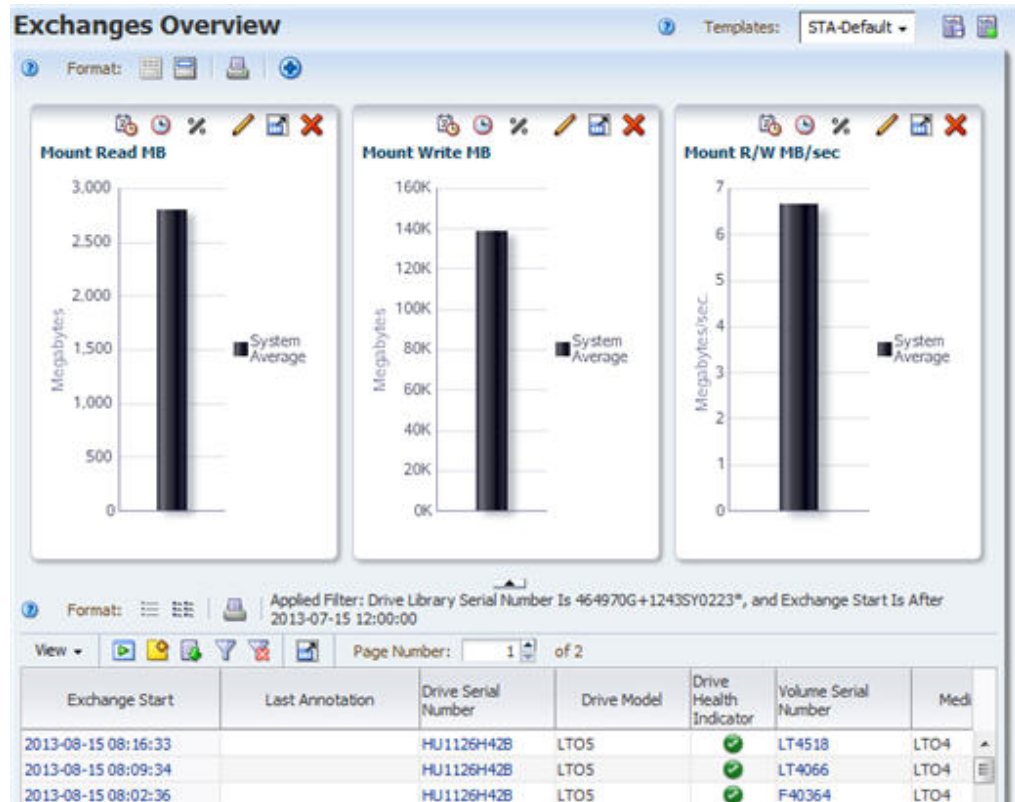 Exchanges Overview
Templates: STA-Default
Format:
Mount Read MB
3,000
2,500
2,000
1,500
1,000
500
0
Megabytes
System
Average
Mount Write MB
160K
140K
120K
100K
80K
60K
40K
20K
0K
Megabytes
System
Average
Mount R/W MB/sec
7
6
5
4
3
2
1
0
Megabytes/sec.
System
Average
Format:
Applied Filter: Drive Library Serial Number Is 464970G+1243SY0223*, and Exchange Start Is After
2013-07-15 12:00:00
View Page Number: 1 of 2
Exchange Start Last Annotation Drive Serial Number Drive Model Drive Health Indicator Volume Serial Number Medi
2013-08-15 08:16:33 HU1126H42B LTO5 LT4518 LTO4
2013-08-15 08:09:34 HU1126H42B LTO5 LT4066 LTO4
2013-08-15 08:02:36 HU1126H42B LTO5 F40364 LTO4